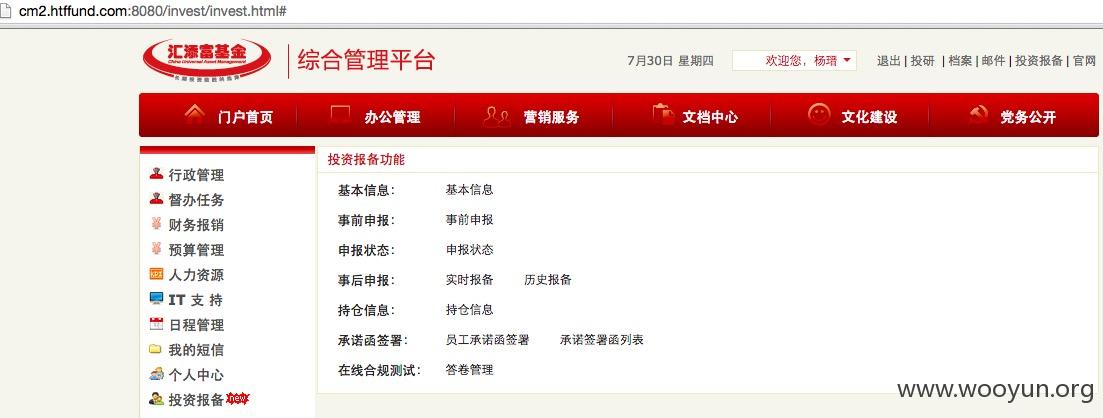 cm2.htffund.com:8080/invest/invest.html#
汇添富基金
China Universal Asset Management
综合管理平台
7月30日 星期四
欢迎您，杨瑨
退出 | 投研 | 档案 | 邮件 | 投资报备 | 官网
门户首页 办公管理 营销服务 文档中心 文化建设 党务公开
行政管理
督办任务
财务报销
预算管理
人力资源
IT 支 持
日程管理
我的短信
个人中心
投资报备 new
投资报备功能
基本信息： 基本信息
事前申报： 事前申报
申报状态： 申报状态
事后申报： 实时报备 历史报备
持仓信息： 持仓信息
承诺函签署： 员工承诺函签署 承诺签署函列表
在线合规测试： 答卷管理
www.wooyun.org